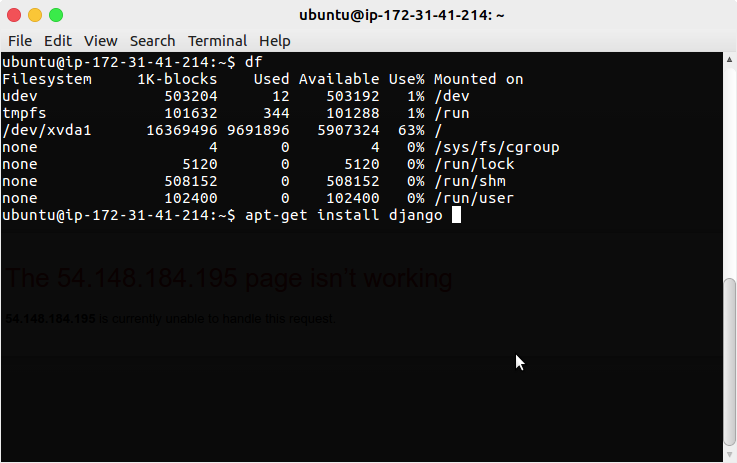 ubuntu@ip-172-31-41-214: ~
File Edit View Search Terminal Help
ubuntu@ip-172-31-41-214:~$ df
Filesystem     1K-blocks    Used Available Use% Mounted on
udev              503204      12    503192   1% /dev
tmpfs             101632     344    101288   1% /run
/dev/xvda1      16369496 9691896   5907324  63% /
none                   4       0         4   0% /sys/fs/cgroup
none                5120       0      5120   0% /run/lock
none              508152       0    508152   0% /run/shm
none              102400       0    102400   0% /run/user
ubuntu@ip-172-31-41-214:~$ apt-get install django
The 54.148.184.195 page isn't working
54.148.184.195 is currently unable to handle this request.